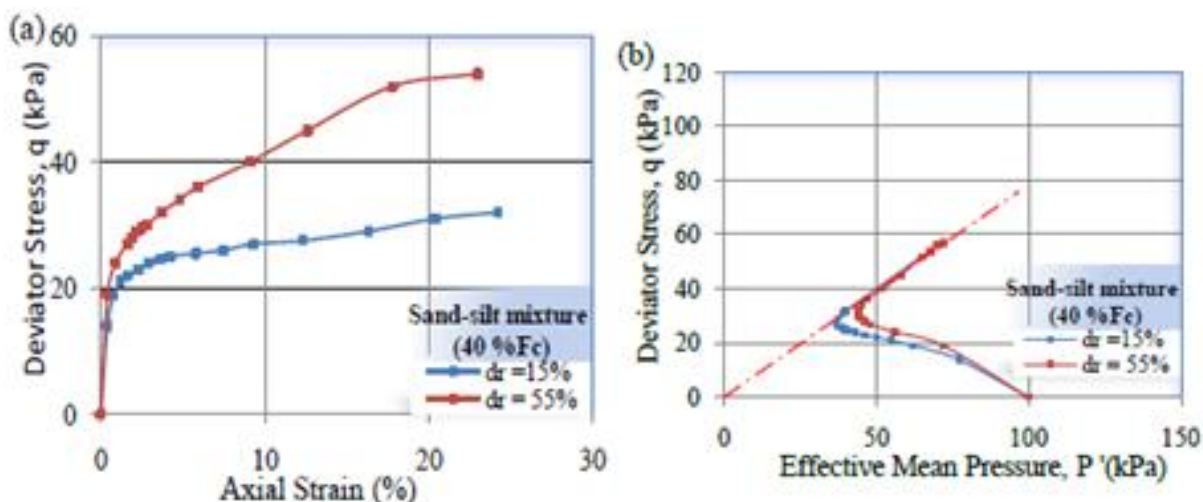 (a)
60
40
20
0
Deviator Stress, q (kPa)
0 10 20 30
Axial Strain (%)
Sand-silt mixture
(40 %Fc)
dr =15%
dr = 55%
(b)
120
100
80
60
40
20
0
Deviator Stress, q (kPa)
0 50 100 150
Effective Mean Pressure, P '(kPa)
Sand-silt mixture
(40 %Fc)
dr =15%
dr = 55%